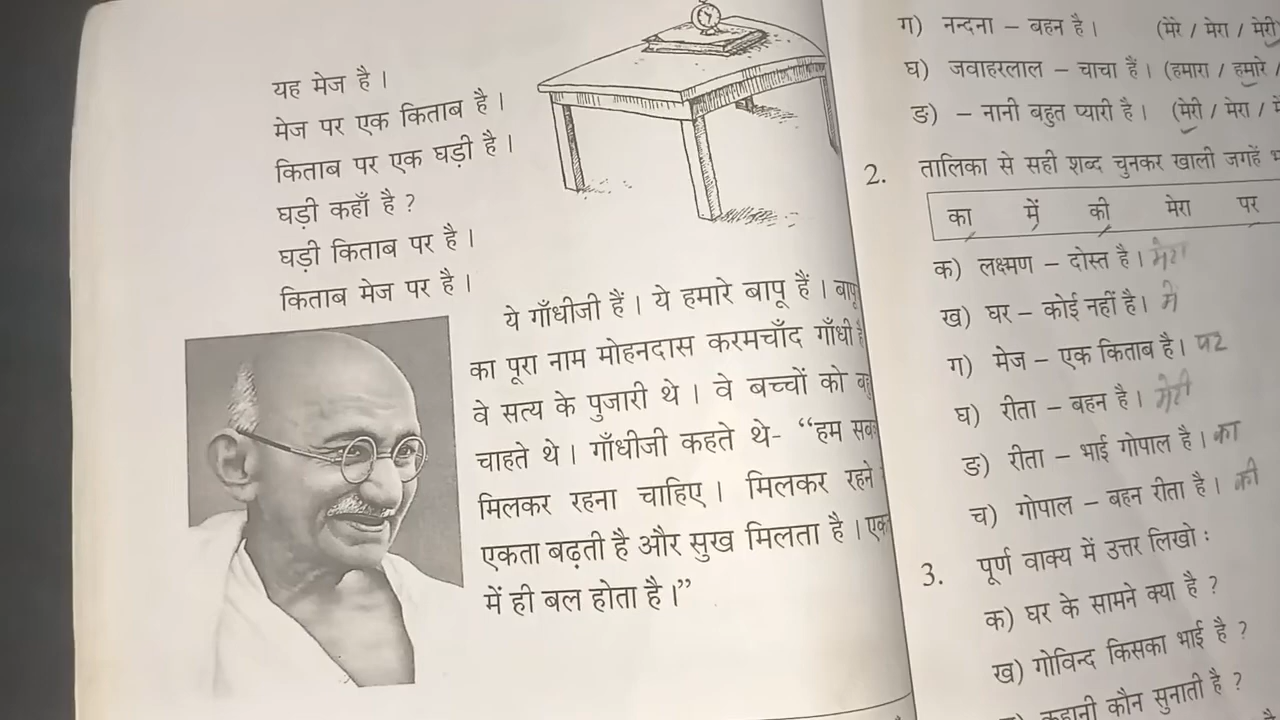 यह मेज है।
मेज पर एक किताब है।
किताब पर एक घड़ी है।
घड़ी कहाँ है ?
घड़ी किताब पर है।
किताब मेज पर है।
ये गाँधीजी हैं। ये हमारे बापू हैं। बापू
का पूरा नाम मोहनदास करमचाँद गाँधी है
वे सत्य के पुजारी थे। वे बच्चों को
चाहते थे। गाँधीजी कहते थे- “हम
मिलकर रहना चाहिए। मिलकर रहने
एकता बढ़ती है और सुख मिलता है।
में ही बल होता है।”
ग) नन्दना – बहन है। (मेरे / मेरा / मेरी
घ) जवाहरलाल – चाचा हैं। (हमारा / हमारे /
ङ) – नानी बहुत प्यारी है। (मेरी / मेरा /
2. तालिका से सही शब्द चुनकर खाली जगहें
का में की मेरा पर
क) लक्ष्मण – दोस्त है। मेरा
ख) घर – कोई नहीं है। में
ग) मेज – एक किताब है। पर
घ) रीता – बहन है। मेरी
ङ) रीता – भाई गोपाल है। का
च) गोपाल – बहन रीता है। की
3. पूर्ण वाक्य में उत्तर लिखो :
क) घर के सामने क्या है ?
ख) गोविन्द किसका भाई है ?
कहानी कौन सुनाती है ?